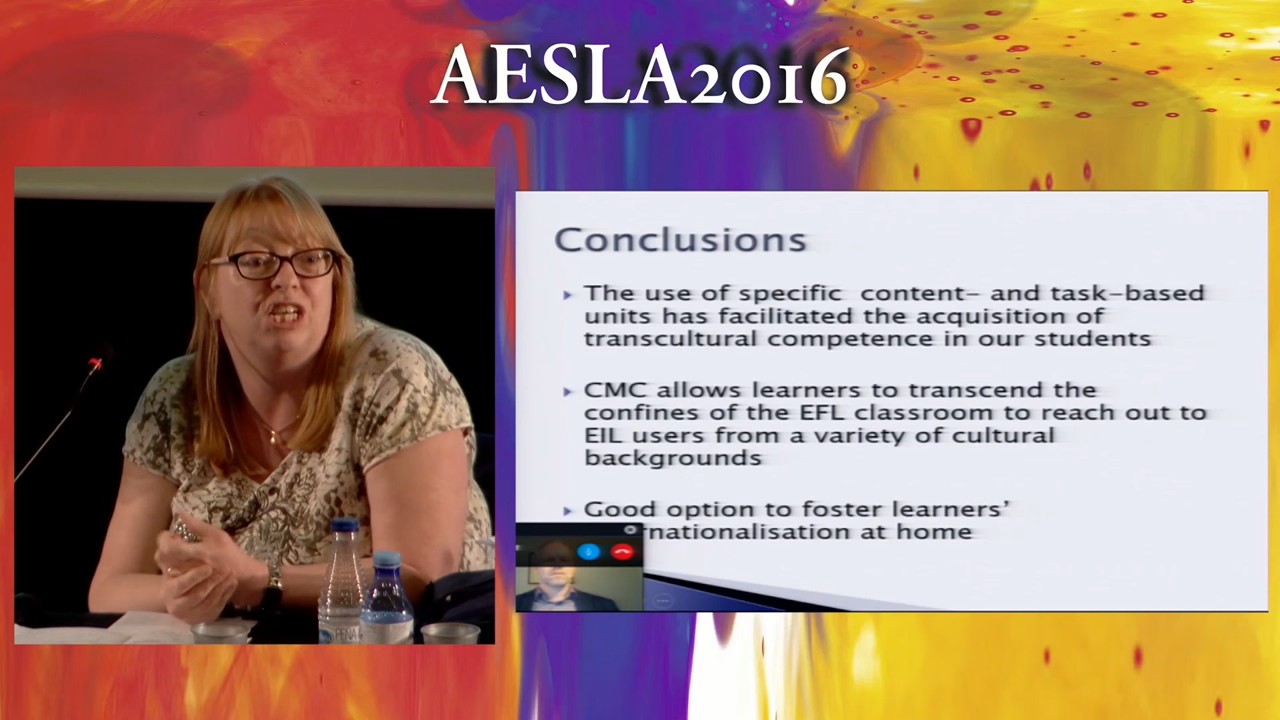 AESLA2016
Conclusions
The use of specific content- and task-based
units has facilitated the acquisition of
transcultural competence in our students
CMC allows learners to transcend the
confines of the EFL classroom to reach out to
EIL users from a variety of cultural
backgrounds
Good option to foster learners'
rnationalisation at home
PEÑA